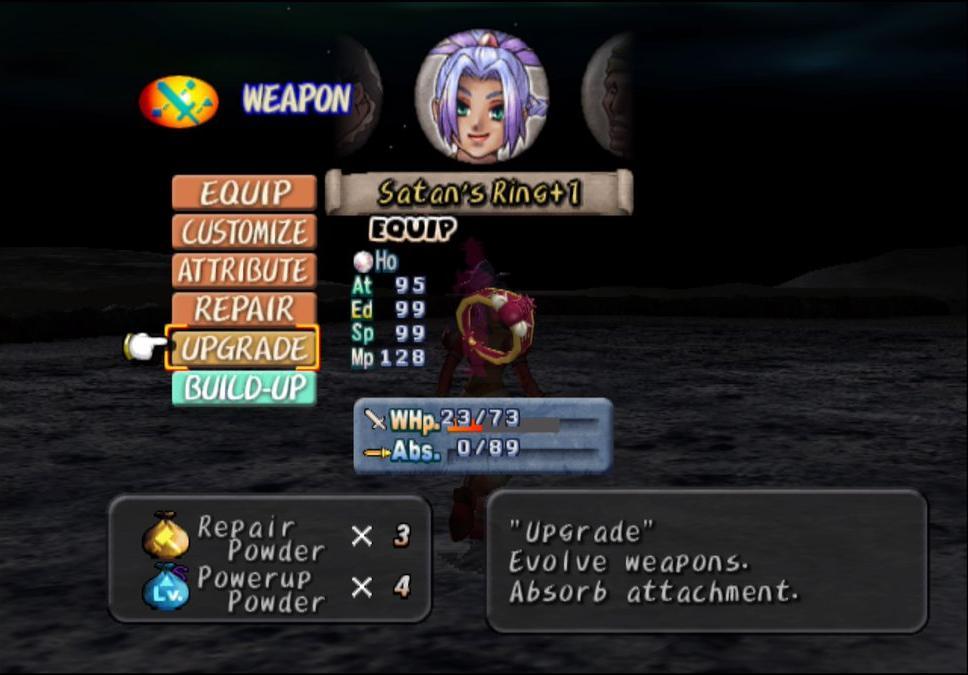 WEAPON
EQUIP
CUSTOMIZE
ATTRIBUTE
REPAIR
UPGRADE
BUILD-UP
Satan's Ring+1
EQUIP
Ho
At 95
Ed 99
Sp 99
Mp 128
WHp. 23/73
Abs. 0/89
Repair
Powder × 3
Lv. Powerup
Powder × 4
"Upgrade"
Evolve weapons.
Absorb attachment.